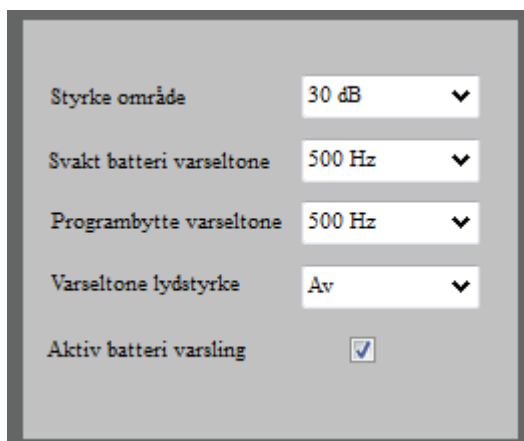 Styrke område 30 dB
Svakt batteri varseltone 500 Hz
Programbytte varseltone 500 Hz
Varseltone lydstyrke Av
Aktiv batteri varsling